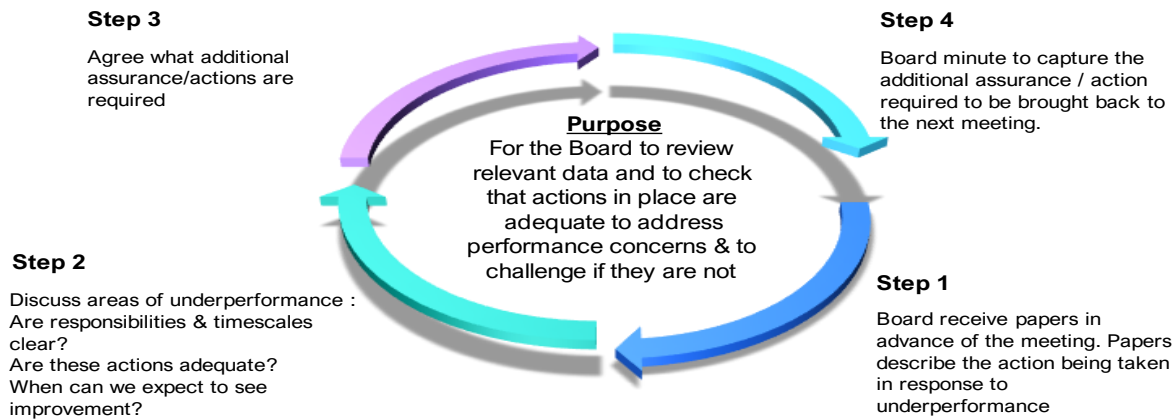 Step 3
Agree what additional
assurance/actions are
required
Step 4
Board minute to capture the
additional assurance / action
required to be brought back to
the next meeting.
Purpose
For the Board to review
relevant data and to check
that actions in place are
adequate to address
performance concerns & to
challenge if they are not
Step 2
Discuss areas of underperformance :
Are responsibilities & timescales
clear?
Are these actions adequate?
When can we expect to see
improvement?
Step 1
Board receive papers in
advance of the meeting. Papers
describe the action being taken
in response to
underperformance